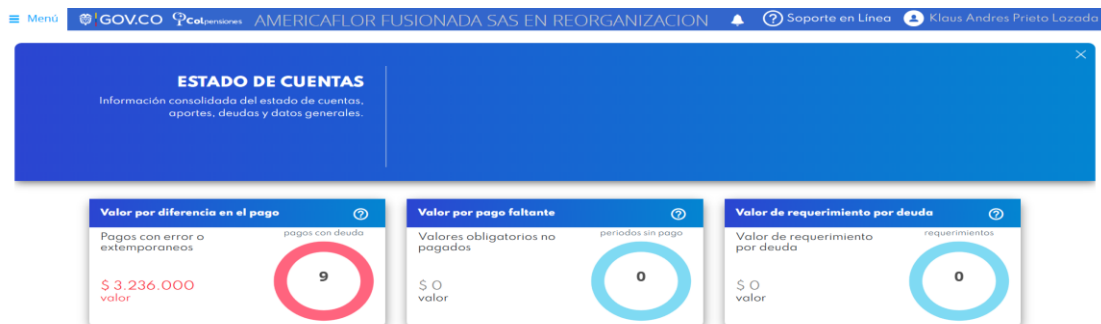 Menú GOV.CO Colpensiones AMERICAFLOR FUSIONADA SAS EN REORGANIZACION Soporte en Línea Klaus Andres Prieto Lozada
ESTADO DE CUENTAS
Información consolidada del estado de cuentas,
aportes, deudas y datos generales.
Valor por diferencia en el pago
Pagos con error o
extemporaneos
pagos con deuda
9
$ 3.236.000
valor
Valor por pago faltante
Valores obligatorios no
pagados
periodos sin pago
0
$ 0
valor
Valor de requerimiento por deuda
Valor de requerimiento
por deuda
requerimientos
0
$ 0
valor